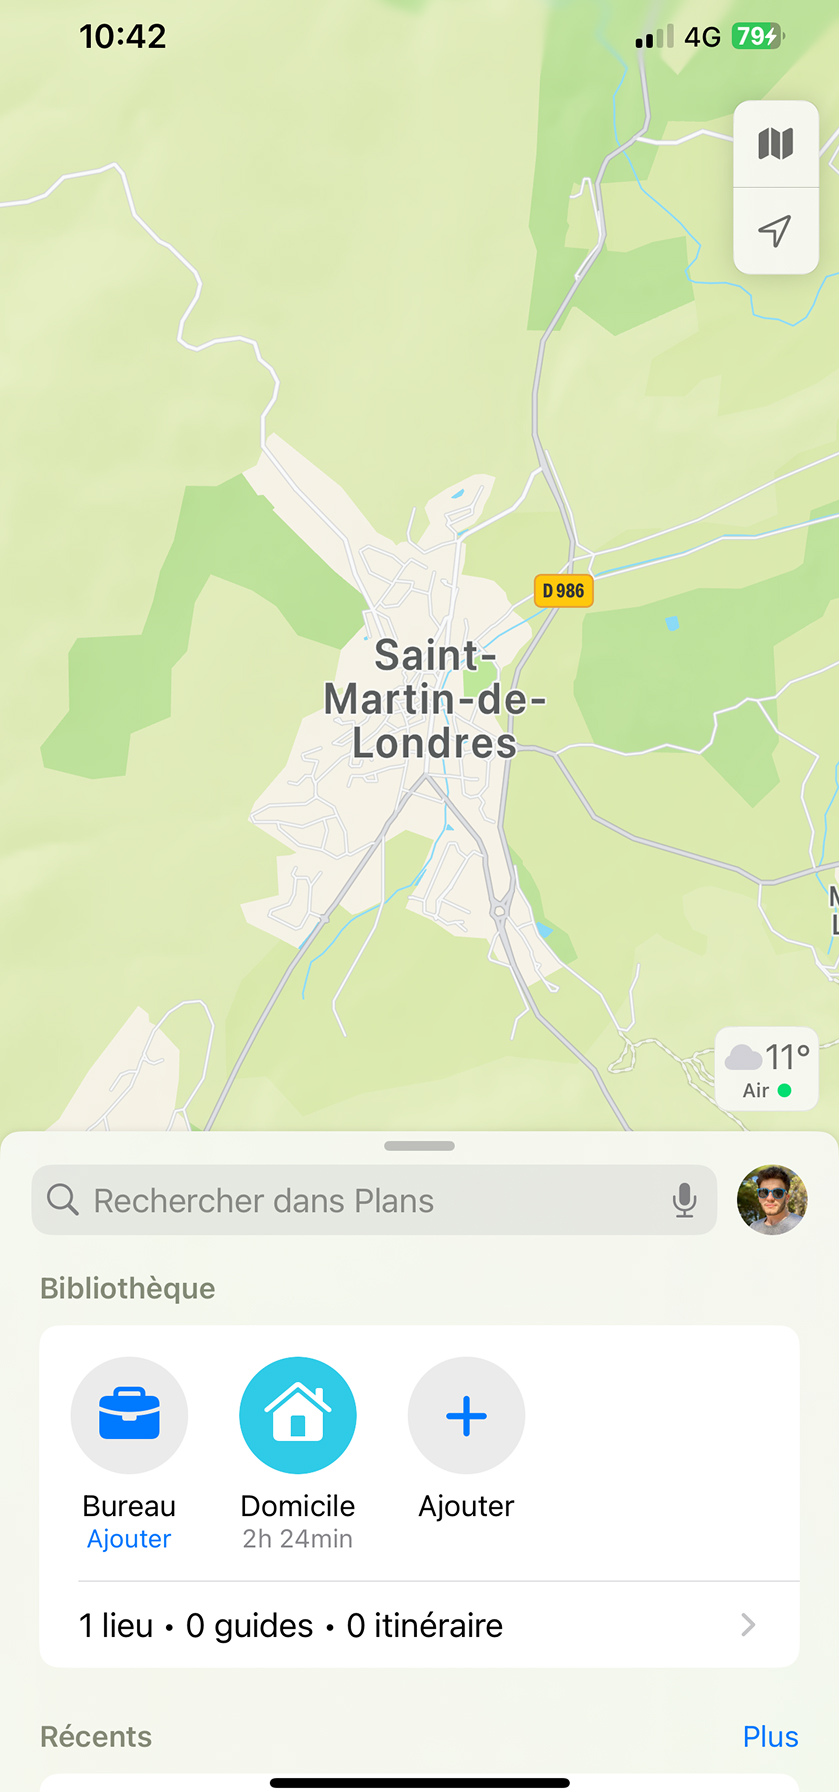 10:42
4G
79
D 986
Saint-
Martin-de-
Londres
11°
Air
Rechercher dans Plans
Bibliothèque
Bureau
Ajouter
Domicile
2h 24min
Ajouter
1 lieu • 0 guides • 0 itinéraire
Récents
Plus